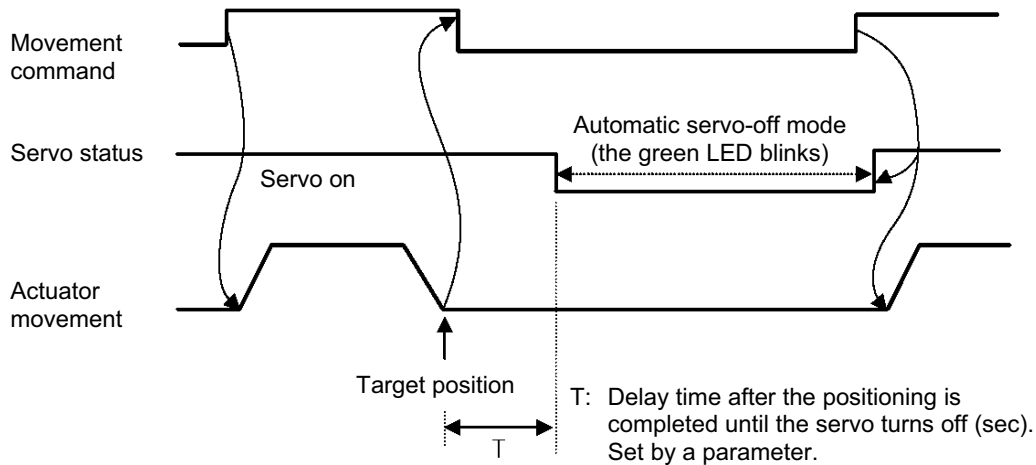 Movement
command
Servo status
Servo on
Automatic servo-off mode
(the green LED blinks)
Actuator
movement
Target position
T
T: Delay time after the positioning is
completed until the servo turns off (sec).
Set by a parameter.